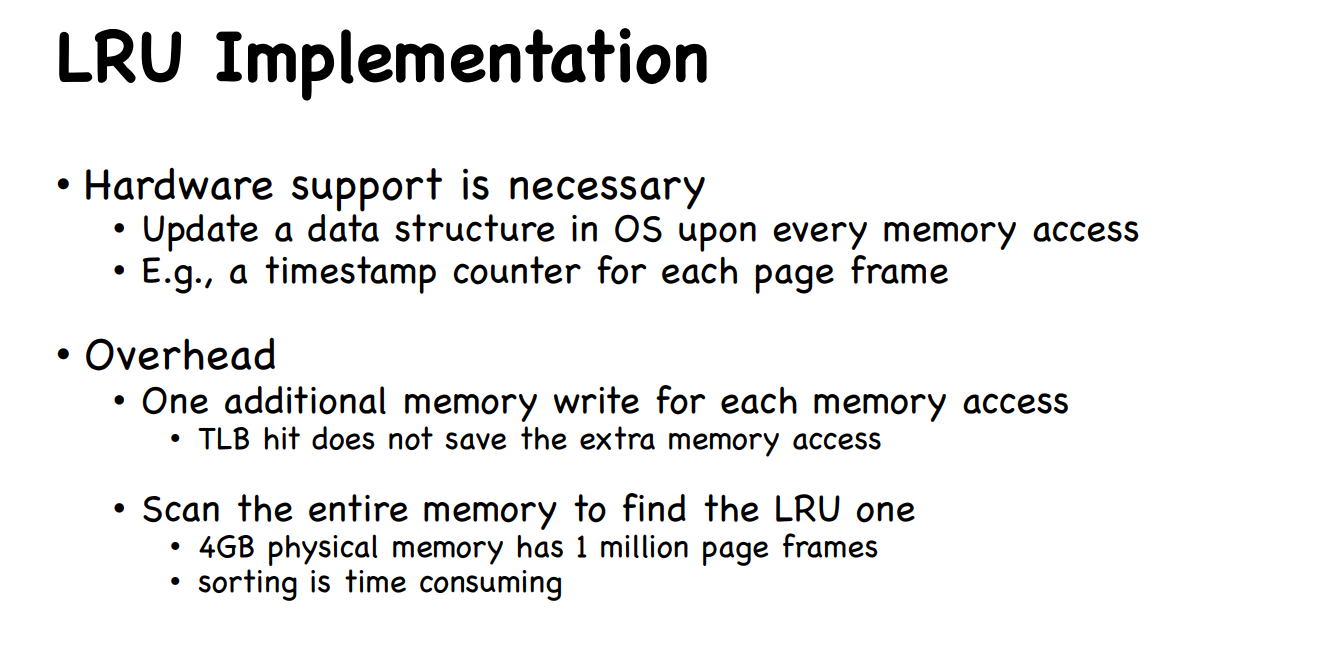 LRU Implementation
• Hardware support is necessary
• Update a data structure in OS upon every memory access
• E.g., a timestamp counter for each page frame
• Overhead
• One additional memory write for each memory access
• TLB hit does not save the extra memory access
• Scan the entire memory to find the LRU one
• 4GB physical memory has 1 million page frames
• sorting is time consuming